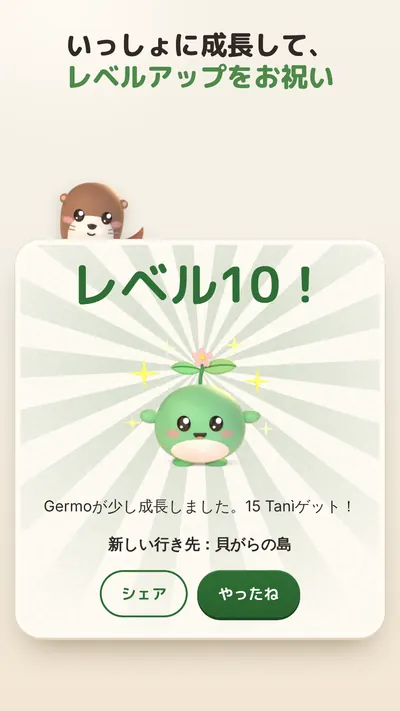 いっしょに成長して、
レベルアップをお祝い
レベル10！
Germoが少し成長しました。15 Taniゲット！
新しい行き先：貝がらの島
シェア
やったね